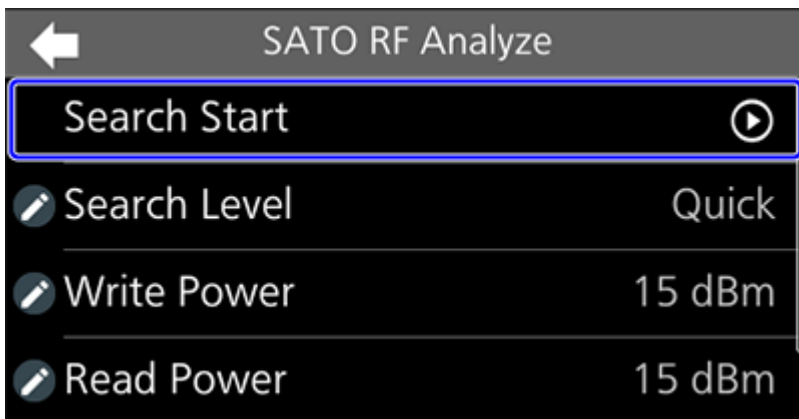 SATO RF Analyze
Search Start
Search Level Quick
Write Power 15 dBm
Read Power 15 dBm